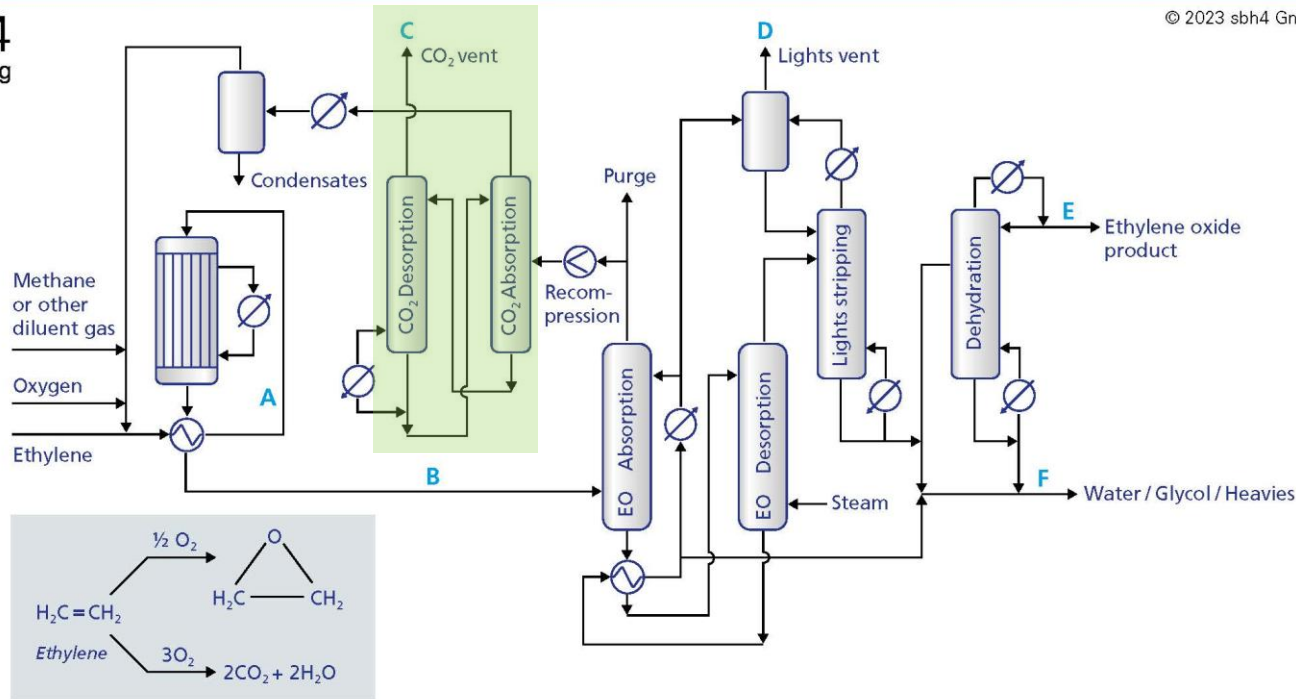 4
g
© 2023 sbh4 Gm
C
CO₂ vent
D
Lights vent
Condensates
Purge
CO₂ Desorption
CO₂ Absorption
Recom-
pression
Lights stripping
Dehydration
E
Ethylene oxide
product
Methane
or other
diluent gas
Oxygen
Ethylene
A
B
EO Absorption
EO Desorption
Steam
F
Water / Glycol / Heavies
½ O₂
O
H₂C
CH₂
H₂C=CH₂
Ethylene
3O₂
2CO₂ + 2H₂O